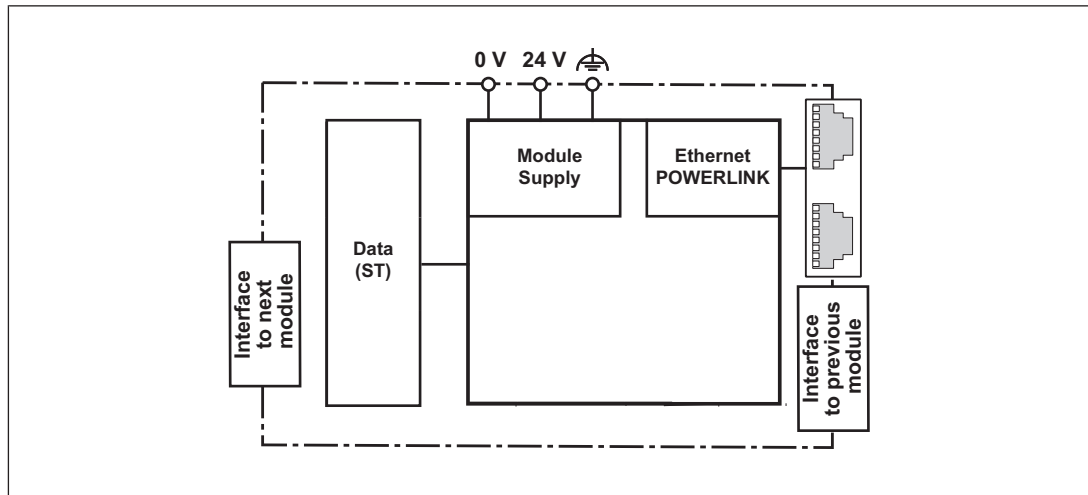 0 V 24 V
Module
Supply
Ethernet
POWERLINK
Data
(ST)
Interface
to next
module
Interface
to previous
module